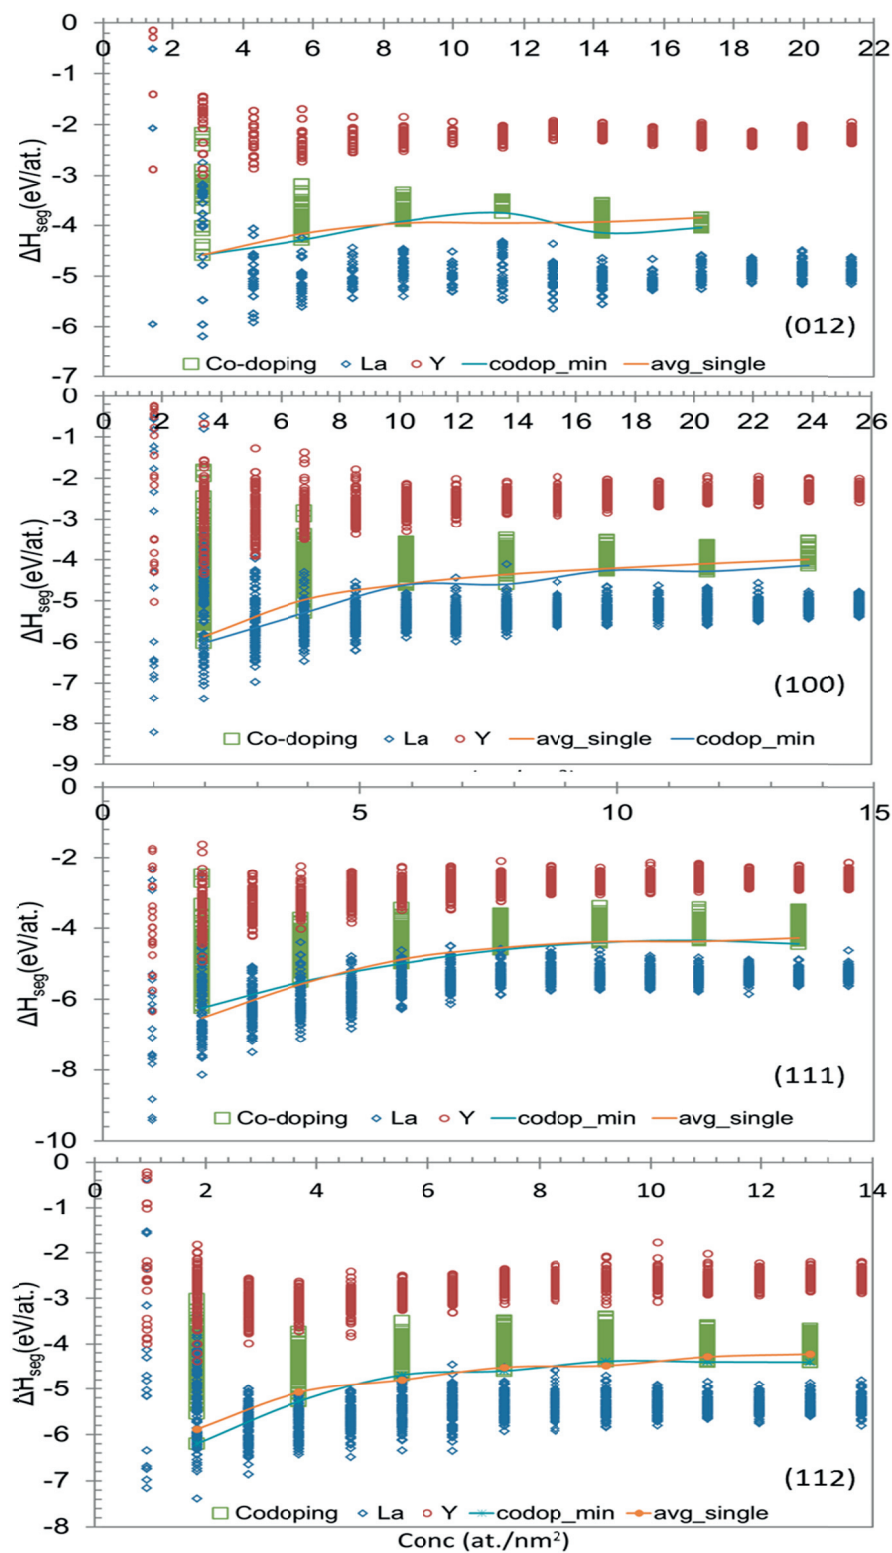 0
0 2 4 6 8 10 12 14 16 18 20 22
-1
-2
-3
-4
-5
-6
-7
ΔHseg(eV/at.)
(012)
Co-doping La Y codop_min avg_single
0
0 2 4 6 8 10 12 14 16 18 20 22 24 26
-1
-2
-3
-4
-5
-6
-7
-8
-9
ΔHseg(eV/at.)
(100)
Co-doping La Y avg_single codop_min
0
0 5 10 15
-2
-4
-6
-8
-10
ΔHseg(eV/at.)
(111)
Co-doping La Y codop_min avg_single
0
0 2 4 6 8 10 12 14
-1
-2
-3
-4
-5
-6
-7
-8
ΔHseg(eV/at.)
(112)
Codoping La Y codop_min avg_single
Conc (at./nm²)